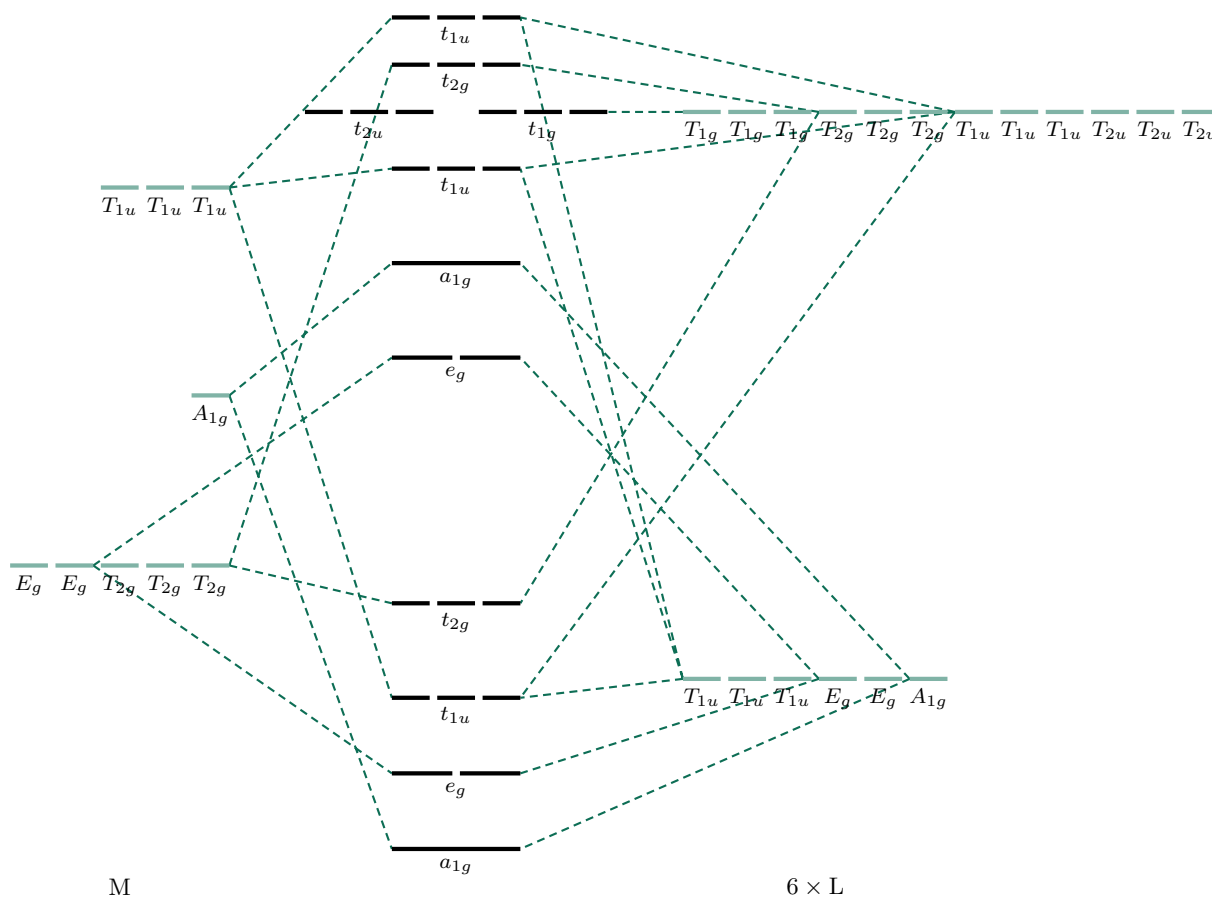 t₁ᵤ
t₂g
t₂ᵤ t₁g T₁g T₁g T₁g T₂g T₂g T₂g T₁ᵤ T₁ᵤ T₁ᵤ T₂ᵤ T₂ᵤ T₂ᵤ
t₁ᵤ
T₁ᵤ T₁ᵤ T₁ᵤ
a₁g
eg
A₁g
Eg Eg T₂g T₂g T₂g
t₂g
T₁ᵤ T₁ᵤ T₁ᵤ Eg Eg A₁g
t₁ᵤ
eg
a₁g
M 6 × L